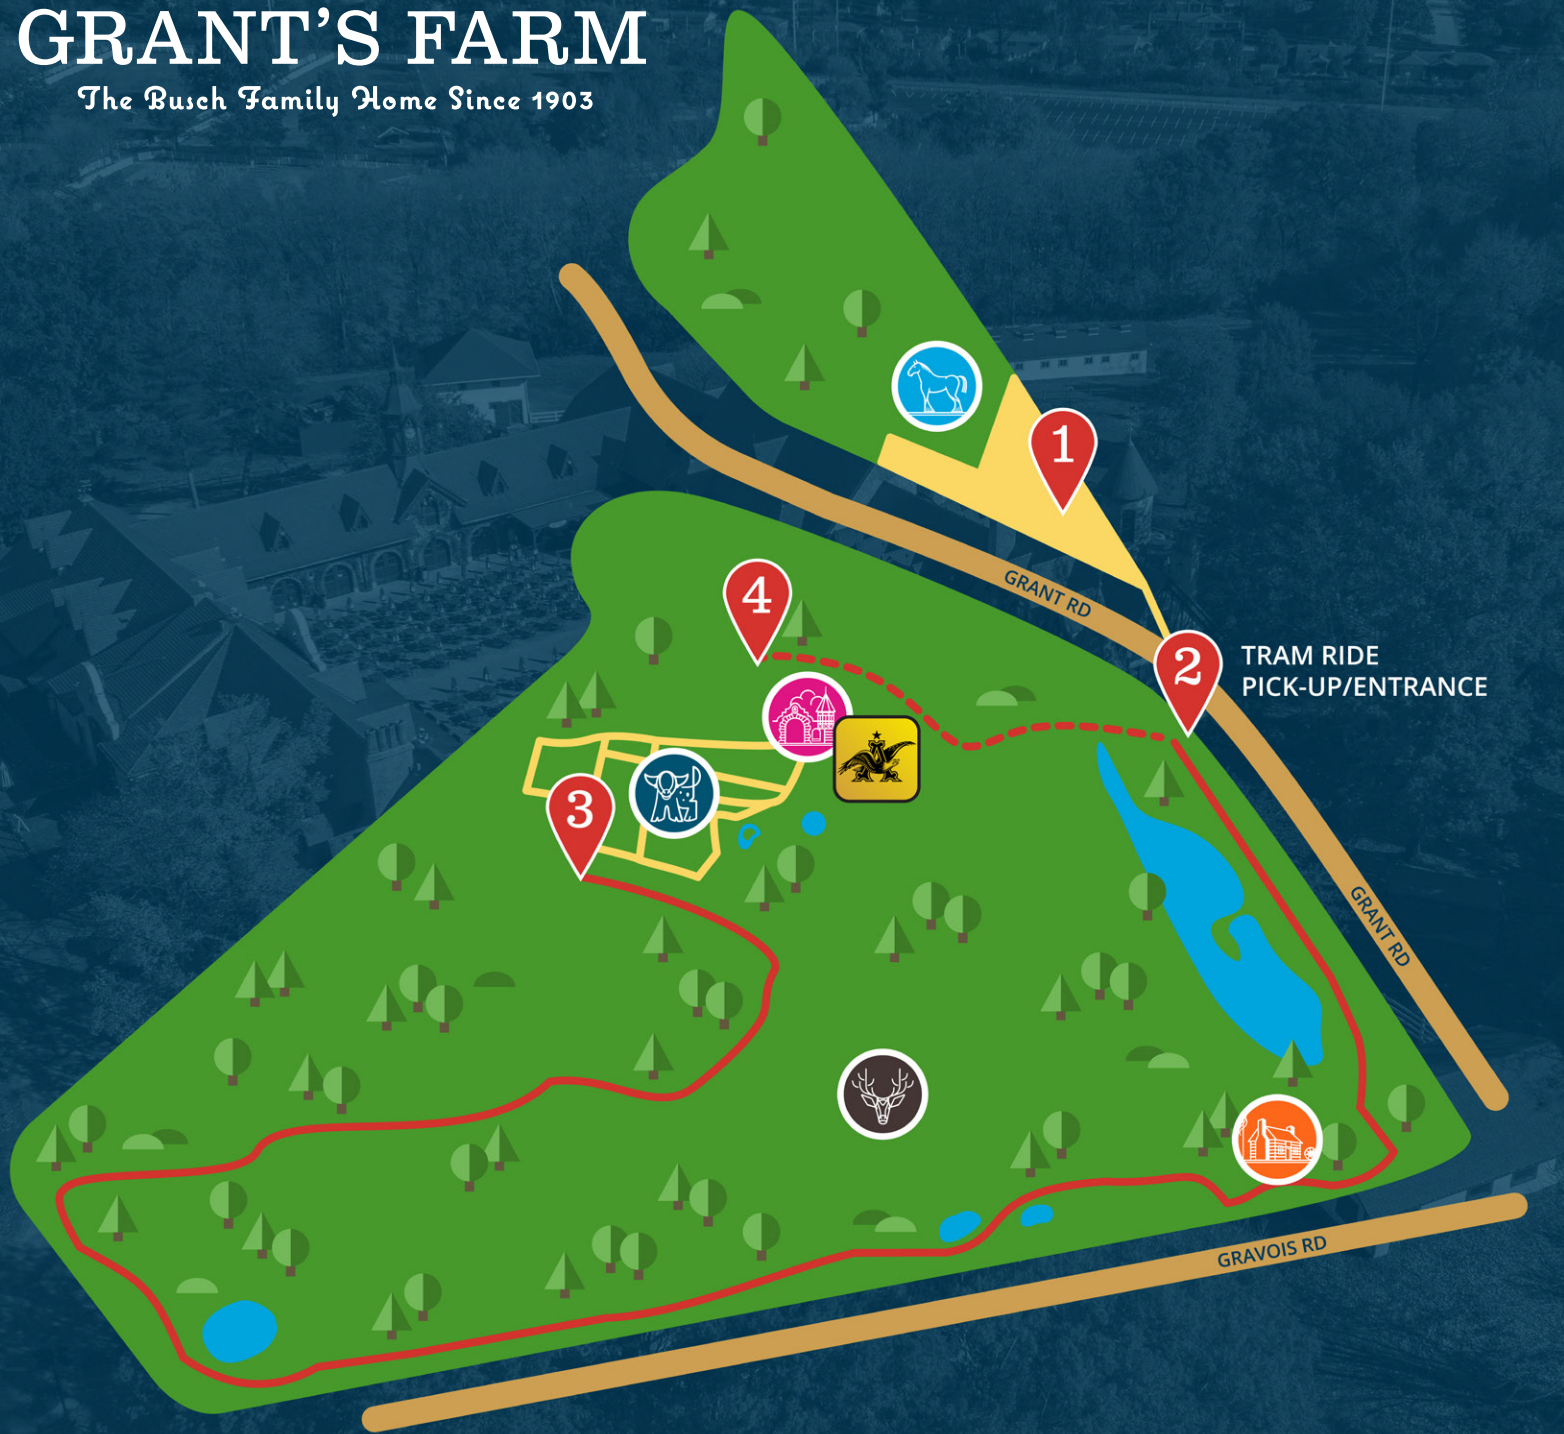 GRANT'S FARM
The Busch Family Home Since 1903
1
GRANT RD
4
2
TRAM RIDE
PICK-UP/ENTRANCE
3
GRANT RD
GRAVOIS RD